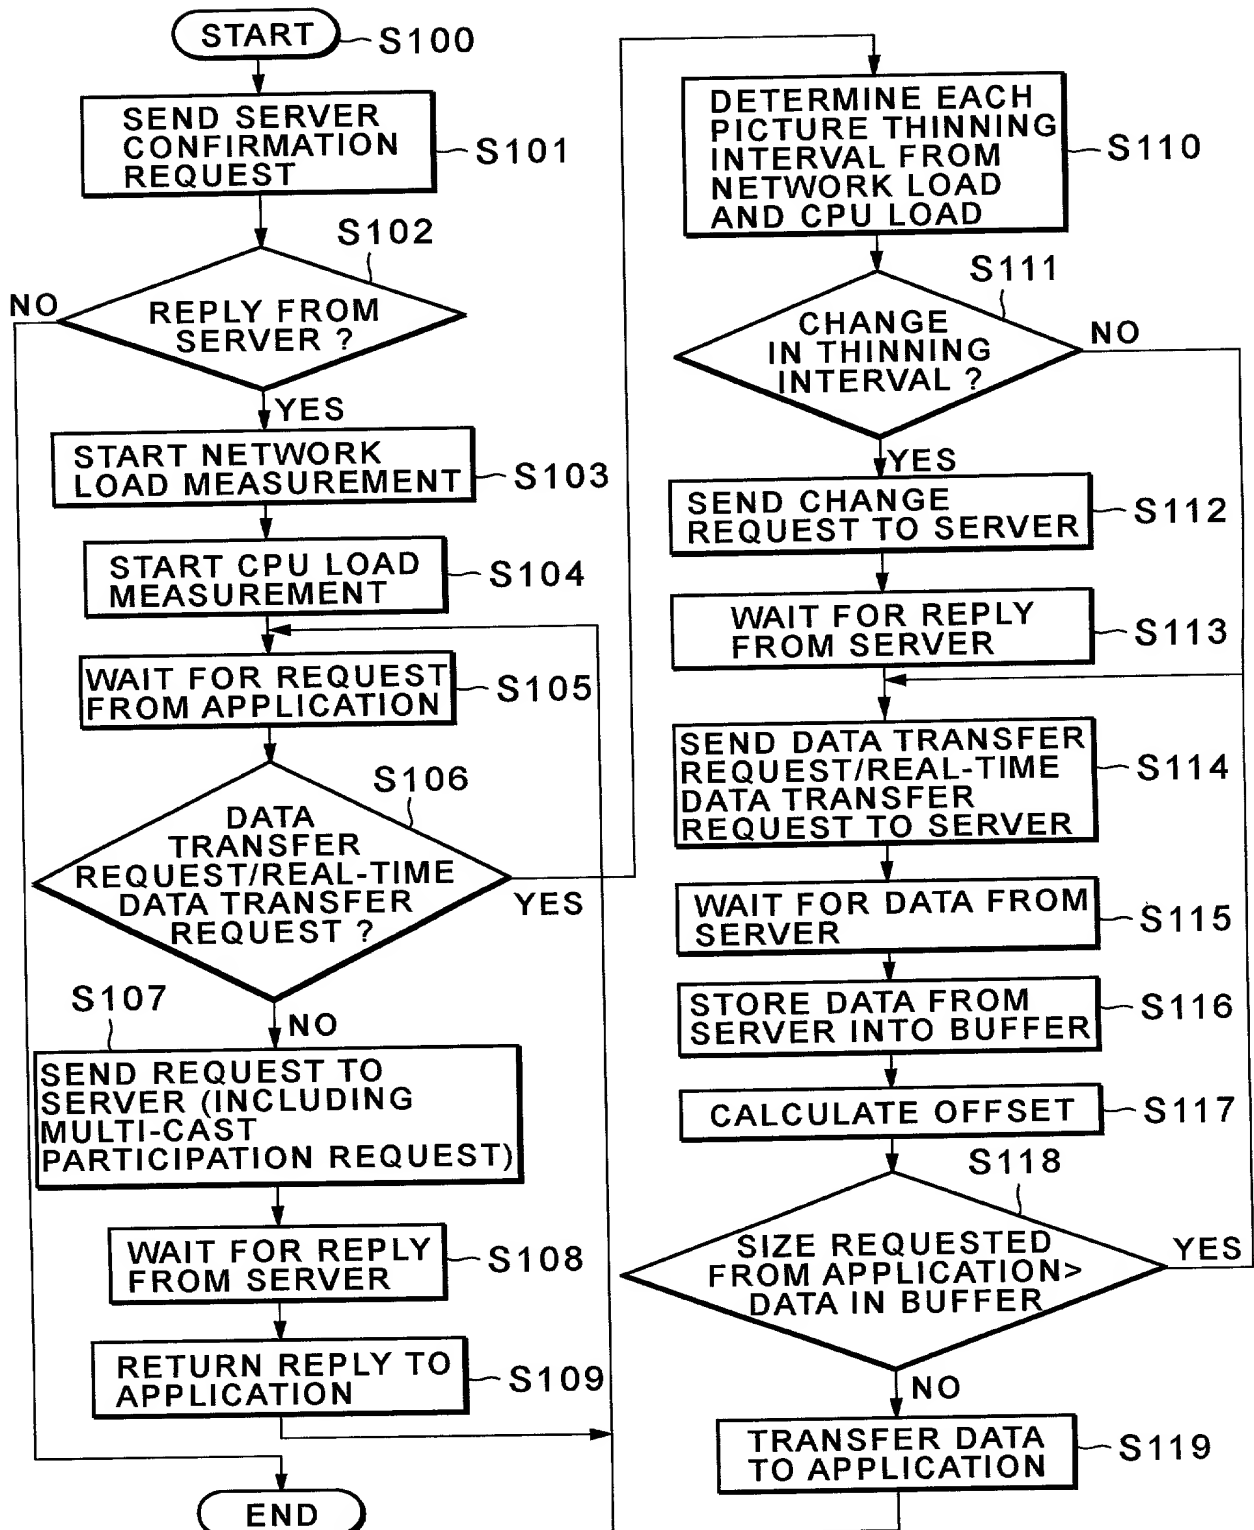 START
S100
SEND SERVER
CONFIRMATION
REQUEST
S101
S102
NO
REPLY FROM
SERVER ?
YES
START NETWORK
LOAD MEASUREMENT
S103
START CPU LOAD
MEASUREMENT
S104
WAIT FOR REQUEST
FROM APPLICATION
S105
S106
DATA
TRANSFER
REQUEST/REAL-TIME
DATA TRANSFER
REQUEST ?
YES
S107
NO
SEND REQUEST TO
SERVER (INCLUDING
MULTI-CAST
PARTICIPATION REQUEST)
WAIT FOR REPLY
FROM SERVER
S108
RETURN REPLY TO
APPLICATION
S109
END
DETERMINE EACH
PICTURE THINNING
INTERVAL FROM
NETWORK LOAD
AND CPU LOAD
S110
S111
CHANGE
IN THINNING
INTERVAL ?
NO
YES
SEND CHANGE
REQUEST TO SERVER
S112
WAIT FOR REPLY
FROM SERVER
S113
SEND DATA TRANSFER
REQUEST/REAL-TIME
DATA TRANSFER
REQUEST TO SERVER
S114
WAIT FOR DATA FROM
SERVER
S115
STORE DATA FROM
SERVER INTO BUFFER
S116
CALCULATE OFFSET
S117
S118
SIZE REQUESTED
FROM APPLICATION>
DATA IN BUFFER
YES
NO
TRANSFER DATA
TO APPLICATION
S119